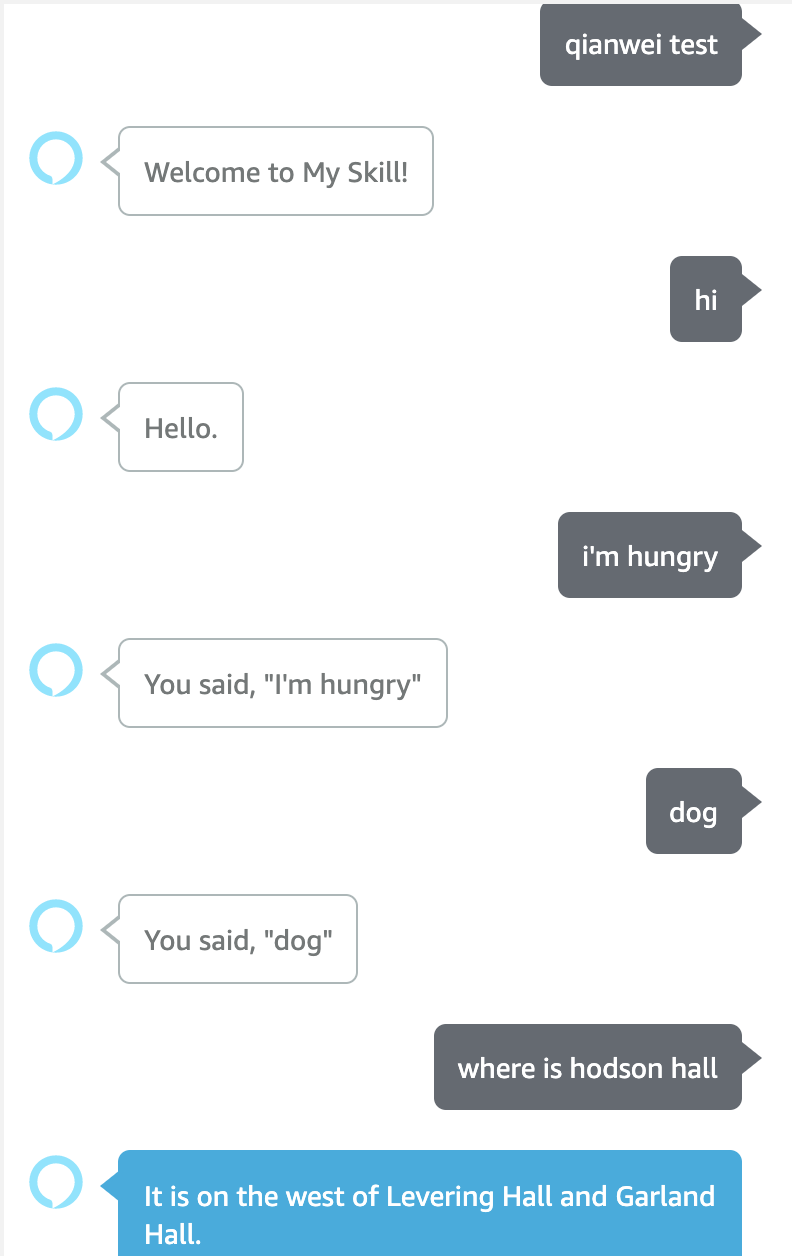 qianwei test
Welcome to My Skill!
hi
Hello.
i'm hungry
You said, "I'm hungry"
dog
You said, "dog"
where is hodson hall
It is on the west of Levering Hall and Garland
Hall.